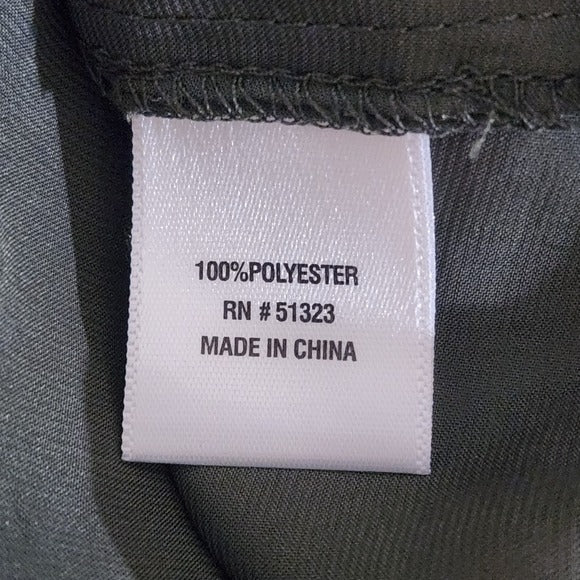 100%POLYESTER
RN # 51323
MADE IN CHINA